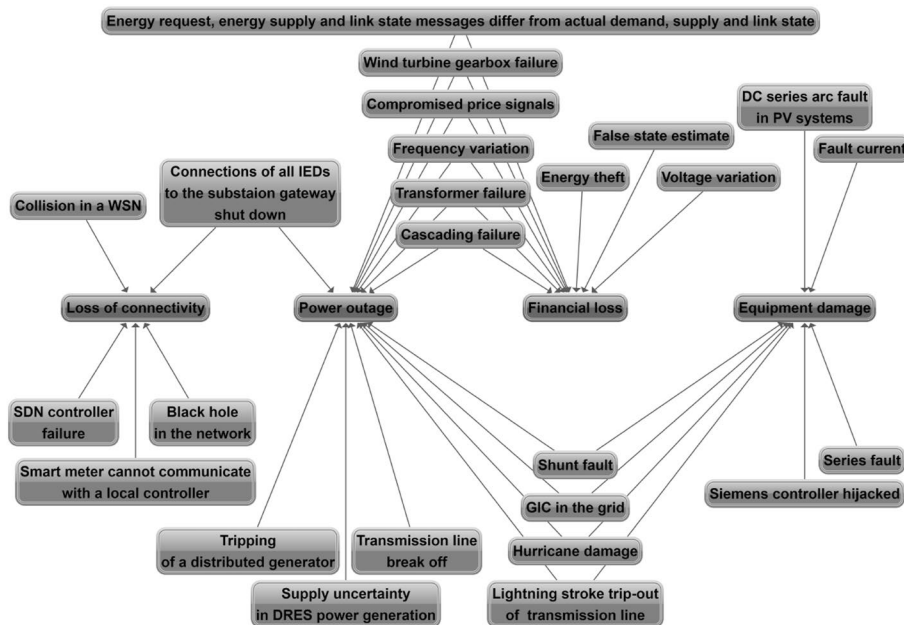 Energy request, energy supply and link state messages differ from actual demand, supply and link state
Wind turbine gearbox failure
Compromised price signals
DC series arc fault
in PV systems
False state estimate
Frequency variation
Fault current
Connections of all IEDs
to the substaion gateway
shut down
Energy theft
Voltage variation
Transformer failure
Collision in a WSN
Cascading failure
Loss of connectivity
Power outage
Financial loss
Equipment damage
SDN controller
failure
Black hole
in the network
Smart meter cannot communicate
with a local controller
Shunt fault
Series fault
Siemens controller hijacked
GIC in the grid
Tripping
of a distributed generator
Transmission line
break off
Hurricane damage
Supply uncertainty
in DRES power generation
Lightning stroke trip-out
of transmission line